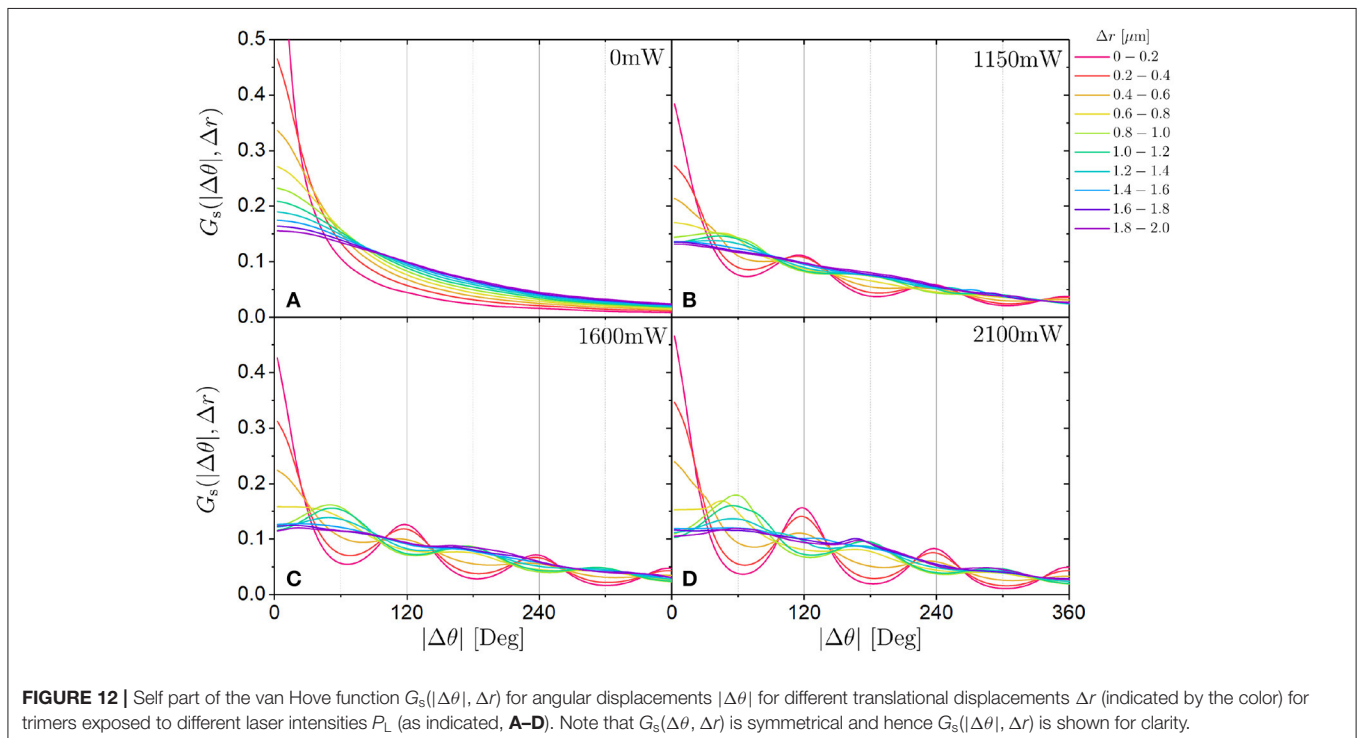 0.5
0mW
1150mW
Δr [μm]
0 – 0.2
0.2 – 0.4
0.4 – 0.6
0.6 – 0.8
0.8 – 1.0
1.0 – 1.2
1.2 – 1.4
1.4 – 1.6
1.6 – 1.8
1.8 – 2.0
0.4
0.3
0.2
0.1
0.0
Gs(|Δθ|, Δr)
A
B
1600mW
2100mW
0.4
0.3
0.2
0.1
0.0
Gs(|Δθ|, Δr)
C
D
0 120 240 0 60 120 180 240 300 360
|Δθ| [Deg]
|Δθ| [Deg]
FIGURE 12 | Self part of the van Hove function Gs(|Δθ|, Δr) for angular displacements |Δθ| for different translational displacements Δr (indicated by the color) for
trimers exposed to different laser intensities PL (as indicated, A–D). Note that Gs(Δθ, Δr) is symmetrical and hence Gs(|Δθ|, Δr) is shown for clarity.